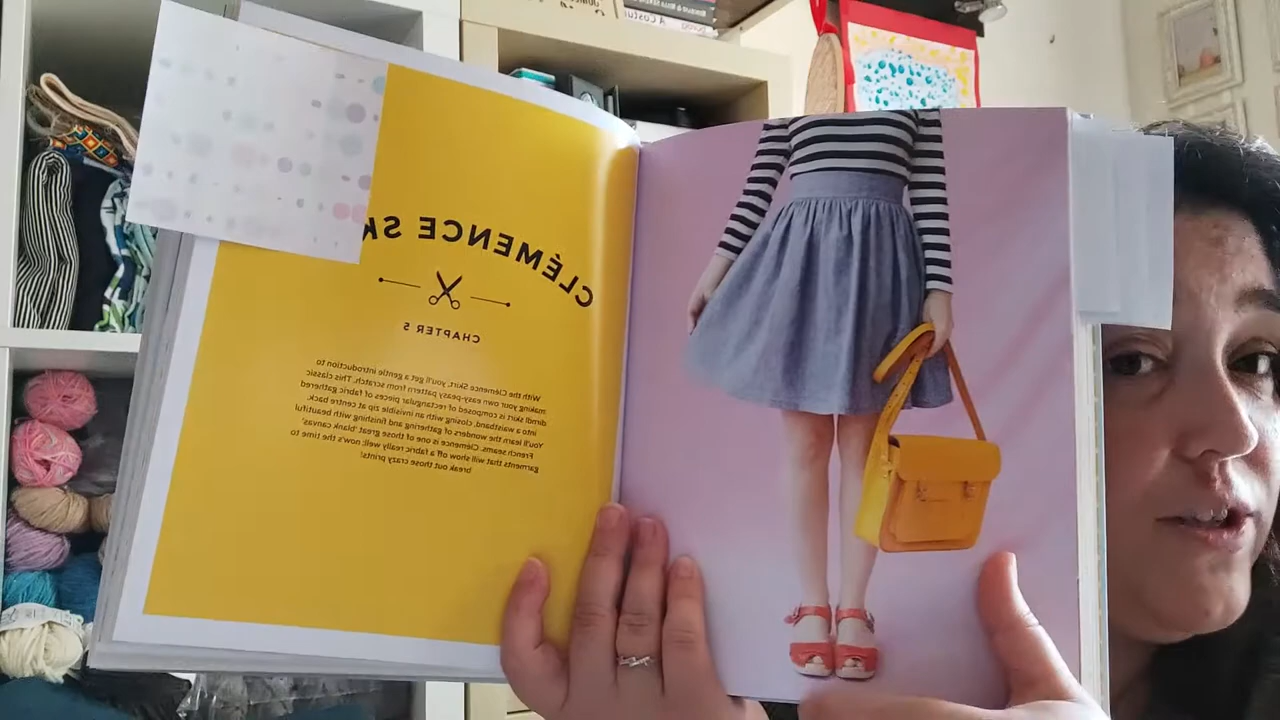 A Costu
CLÉMENCE SK
CHAPTER 5
With the Clémence Skirt, you'll get a gentle introduction to
making your own easy-peasy pattern from scratch. This classic
dirndl skirt is composed of rectangular pieces of fabric gathered
into a waistband, closing with an invisible zip at centre back.
You'll learn the wonders of gathering and finishing with beautiful
French seams. Clémence is one of those great 'blank canvas'
garments that will show off a fabric really well; now's the time to
break out those crazy prints!